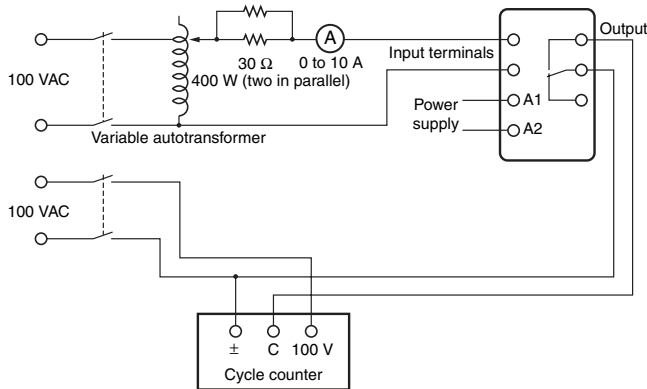 100 VAC
30 Ω
400 W (two in parallel)
A
0 to 10 A
Variable autotransformer
Input terminals
Output
Power
supply
A1
A2
100 VAC
± C 100 V
Cycle counter